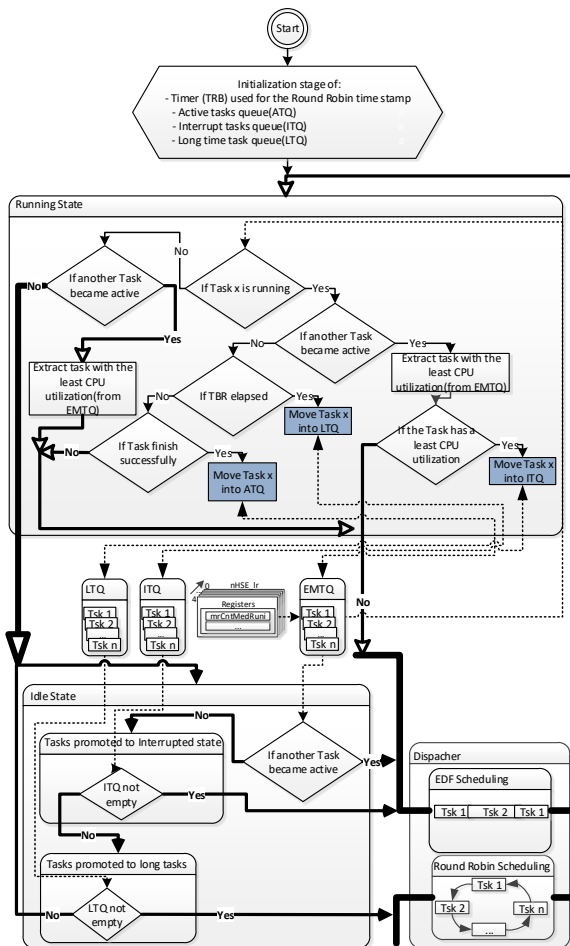 Start
Initialization stage of:
- Timer (TRB) used for the Round Robin time stamp
- Active tasks queue(ATQ)
- Interrupt tasks queue(ITQ)
- Long time task queue(LTQ)
Running State
No
If another Task
became active
No
If Task x is running
Yes
Yes
If another Task
became active
No
Yes
Extract task with the
least CPU
utilization(from
EMTQ)
Extract task with the
least CPU
utilization(from EMTQ)
If TBR elapsed
No
Yes
Move Task x
into LTQ
If the Task has a
least CPU
utilization
Yes
Move Task x
into ITQ
No
If Task finish
successfully
Yes
Move Task x
into ATQ
LTQ
Tsk 1
Tsk 2
...
Tsk n
ITQ
Tsk 1
Tsk 2
...
Tsk n
0
4
nHSE_lr
Registers
mrCntMedRuni
...
EMTQ
Tsk 1
Tsk 2
...
Tsk n
No
Idle State
No
Tasks promoted to Interrupted state
If another Task
became active
Yes
ITQ not
empty
Yes
No
Tasks promoted to long tasks
LTQ not
empty
No
Yes
Dispacher
EDF Scheduling
Tsk 1
Tsk 2
Tsk 1
Round Robin Scheduling
Tsk 1
Tsk 2
Tsk n
...